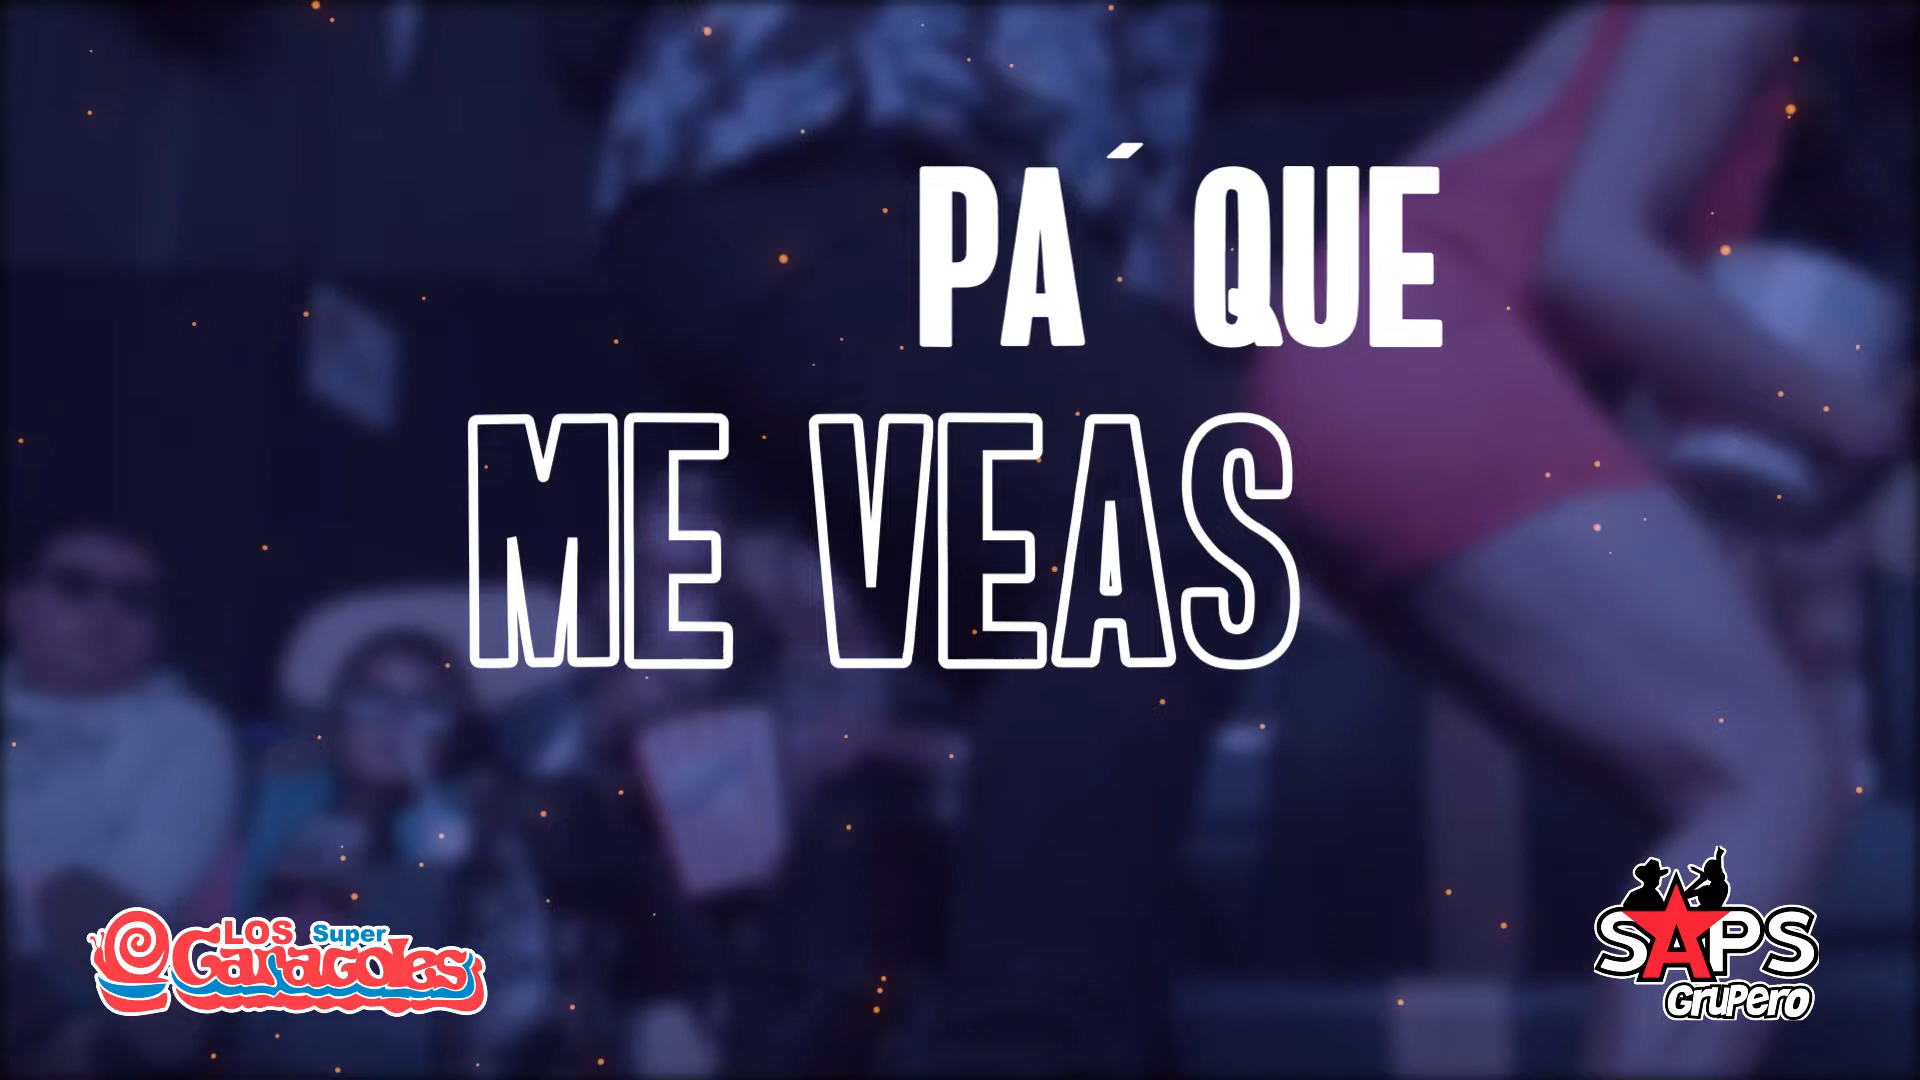 PA´ QUE
ME VEAS
LOS Super
Caracoles
SAPS
GruPero